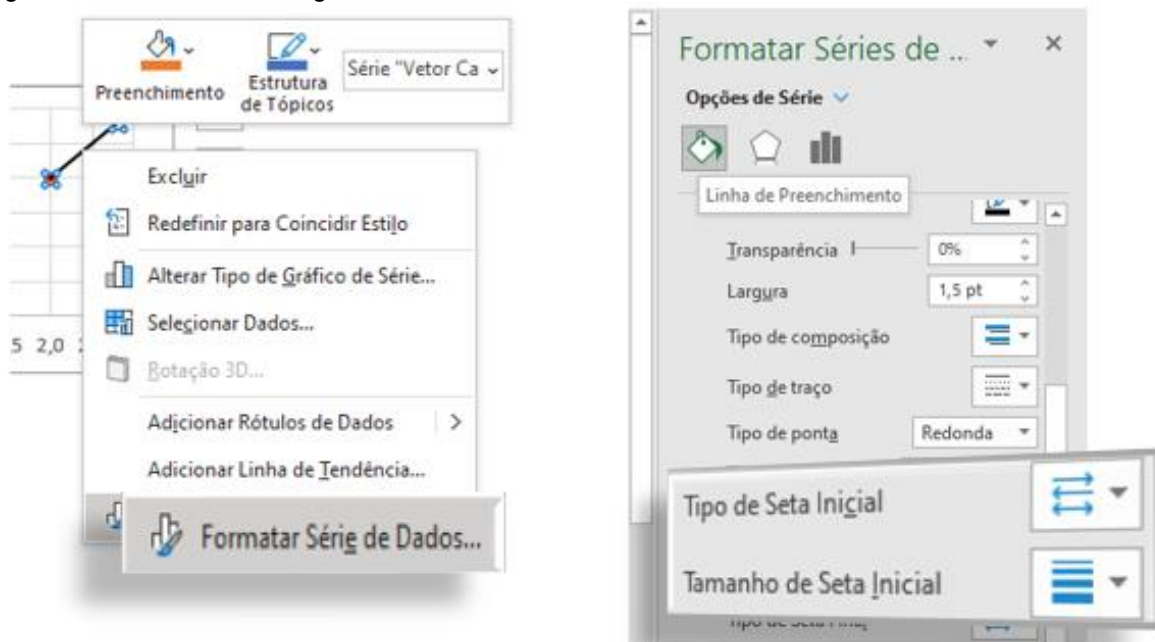 Preenchimento
Estrutura
de Tópicos
Série "Vetor Ca
Excluir
Redefinir para Coincidir Estilo
Alterar Tipo de Gráfico de Série...
Selecionar Dados...
Rotação 3D...
Adicionar Rótulos de Dados
Adicionar Linha de Tendência...
Formatar Série de Dados...
5 2,0
Formatar Séries de ...
Opções de Série
Linha de Preenchimento
Transparência 0%
Largura 1,5 pt
Tipo de composição
Tipo de traço
Tipo de ponta Redonda
Tipo de Seta Inicial
Tamanho de Seta Inicial